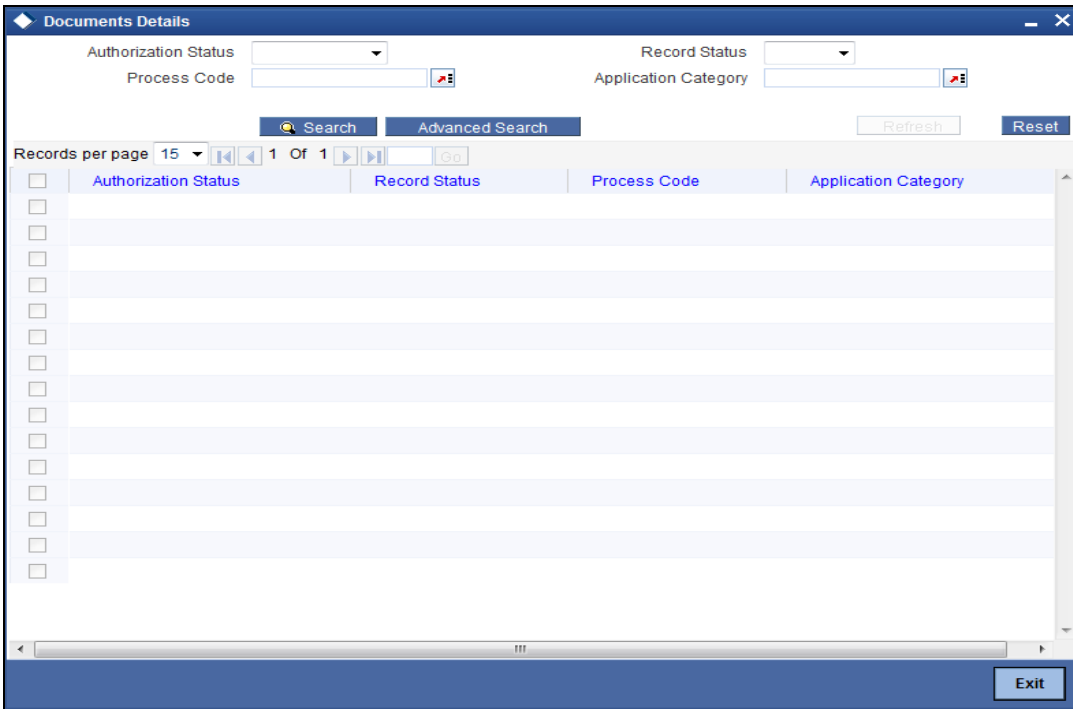 Documents Details
Authorization Status Record Status
Process Code Application Category
Search Advanced Search Refresh Reset
Records per page 15 1 Of 1 Go
Authorization Status Record Status Process Code Application Category
Exit